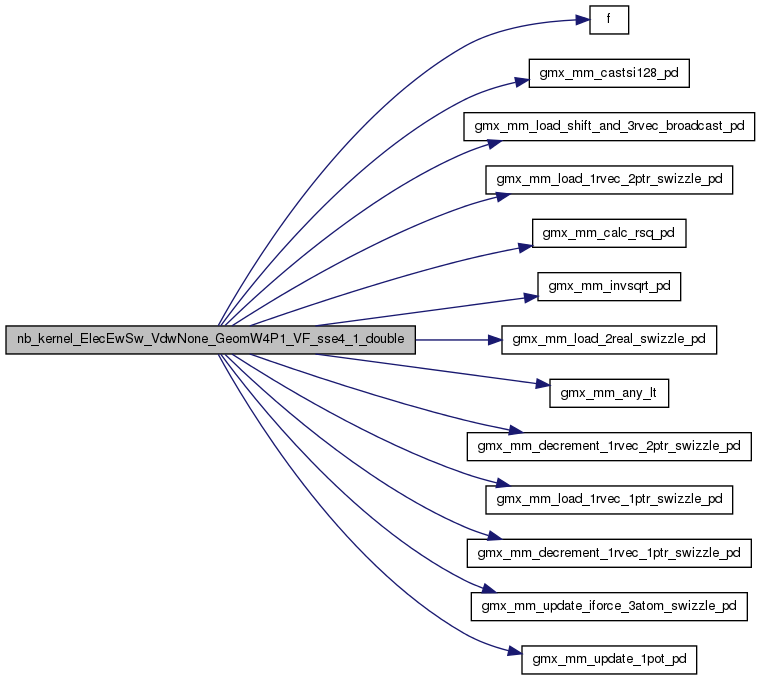 f
gmx_mm_castsi128_pd
gmx_mm_load_shift_and_3rvec_broadcast_pd
gmx_mm_load_1rvec_2ptr_swizzle_pd
gmx_mm_calc_rsq_pd
gmx_mm_invsqrt_pd
nb_kernel_ElecEwSw_VdwNone_GeomW4P1_VF_sse4_1_double
gmx_mm_load_2real_swizzle_pd
gmx_mm_any_lt
gmx_mm_decrement_1rvec_2ptr_swizzle_pd
gmx_mm_load_1rvec_1ptr_swizzle_pd
gmx_mm_decrement_1rvec_1ptr_swizzle_pd
gmx_mm_update_iforce_3atom_swizzle_pd
gmx_mm_update_1pot_pd